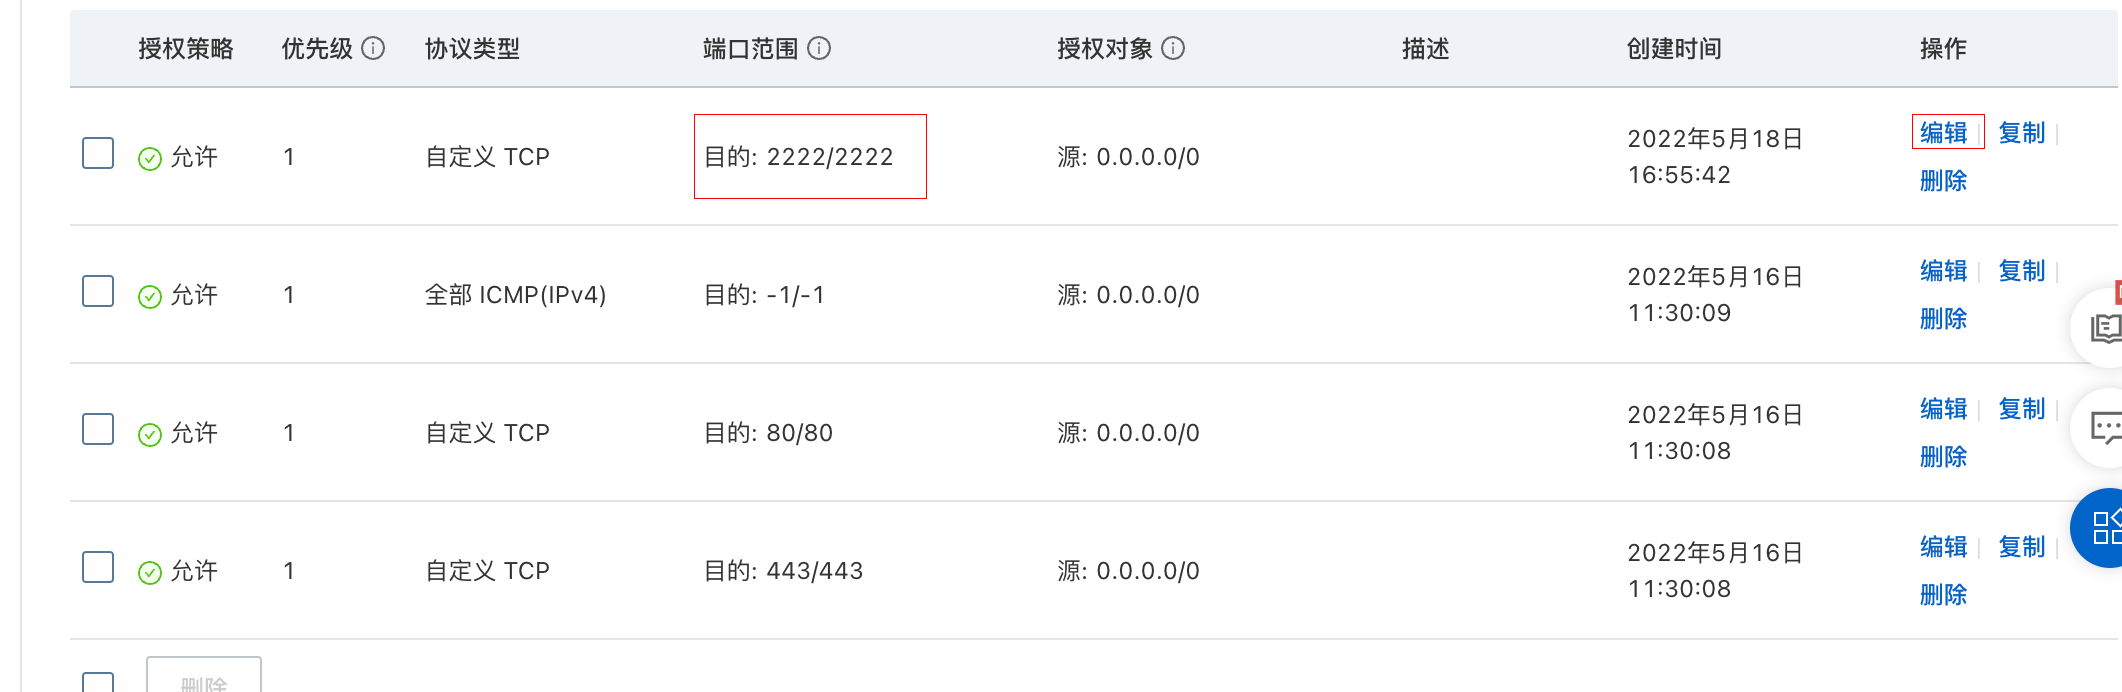 授权策略 优先级 协议类型 端口范围 授权对象 描述 创建时间 操作
允许 1 自定义 TCP 目的: 2222/2222 源: 0.0.0.0/0 2022年5月18日 16:55:42 编辑 复制 删除
允许 1 全部 ICMP(IPv4) 目的: -1/-1 源: 0.0.0.0/0 2022年5月16日 11:30:09 编辑 复制 删除
允许 1 自定义 TCP 目的: 80/80 源: 0.0.0.0/0 2022年5月16日 11:30:08 编辑 复制 删除
允许 1 自定义 TCP 目的: 443/443 源: 0.0.0.0/0 2022年5月16日 11:30:08 编辑 复制 删除
删除